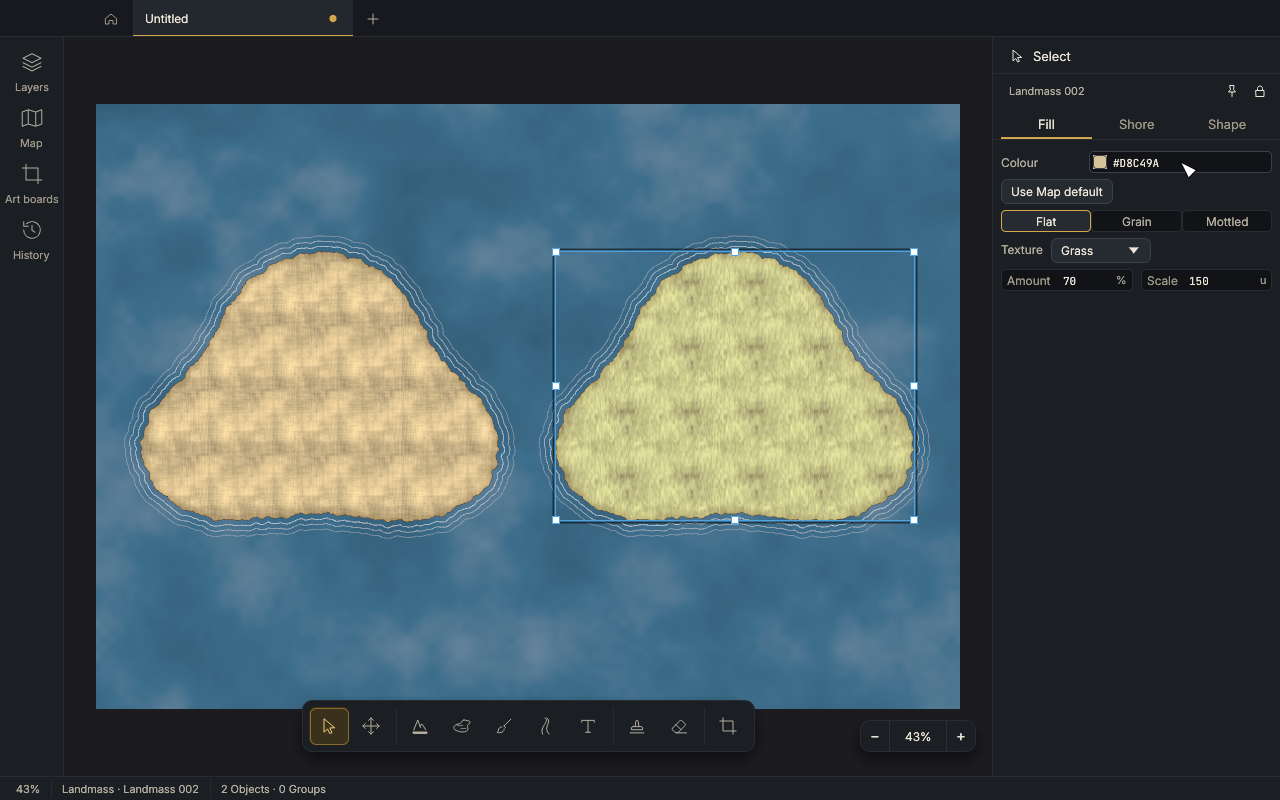 Untitled
Layers
Map
Art boards
History
Select
Landmass 002
Fill Shore Shape
Colour #D8C49A
Use Map default
Flat Grain Mottled
Texture Grass
Amount 70 % Scale 150 u
T
− 43% +
43% Landmass · Landmass 002 2 Objects · 0 Groups